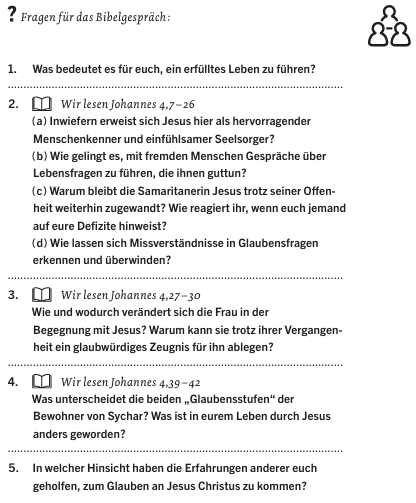 ? Fragen für das Bibelgespräch:
1. Was bedeutet es für euch, ein erfülltes Leben zu führen?
2. Wir lesen Johannes 4,7–26
(a) Inwiefern erweist sich Jesus hier als hervorragender
Menschenkenner und einfühlsamer Seelsorger?
(b) Wie gelingt es, mit fremden Menschen Gespräche über
Lebensfragen zu führen, die ihnen guttun?
(c) Warum bleibt die Samaritanerin Jesus trotz seiner Offen-
heit weiterhin zugewandt? Wie reagiert ihr, wenn euch jemand
auf eure Defizite hinweist?
(d) Wie lassen sich Missverständnisse in Glaubensfragen
erkennen und überwinden?
3. Wir lesen Johannes 4,27–30
Wie und wodurch verändert sich die Frau in der
Begegnung mit Jesus? Warum kann sie trotz ihrer Vergangen-
heit ein glaubwürdiges Zeugnis für ihn ablegen?
4. Wir lesen Johannes 4,39–42
Was unterscheidet die beiden „Glaubensstufen“ der
Bewohner von Sychar? Was ist in eurem Leben durch Jesus
anders geworden?
5. In welcher Hinsicht haben die Erfahrungen anderer euch
geholfen, zum Glauben an Jesus Christus zu kommen?